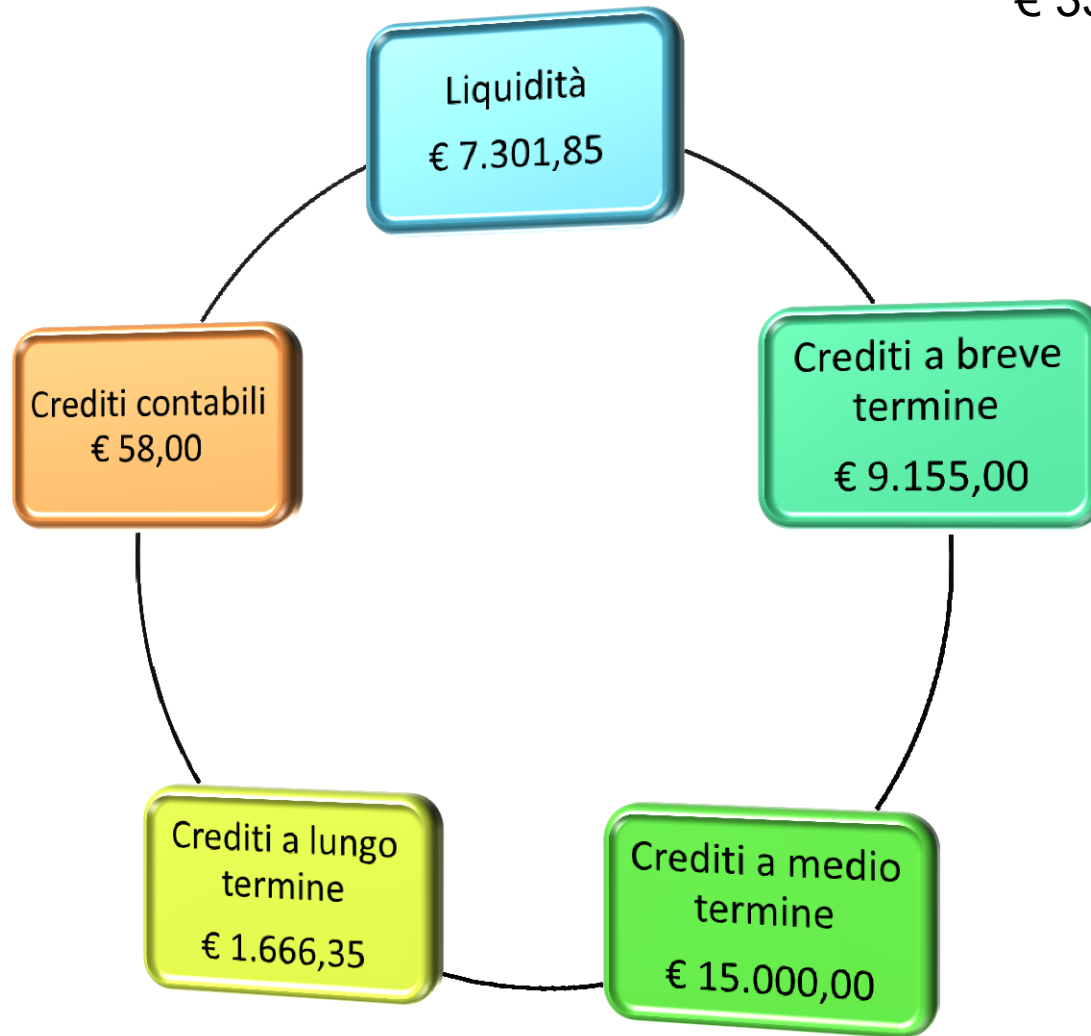 Liquidità
€ 7.301,85
Crediti a breve
termine
€ 9.155,00
Crediti a medio
termine
€ 15.000,00
Crediti a lungo
termine
€ 1.666,35
Crediti contabili
€ 58,00